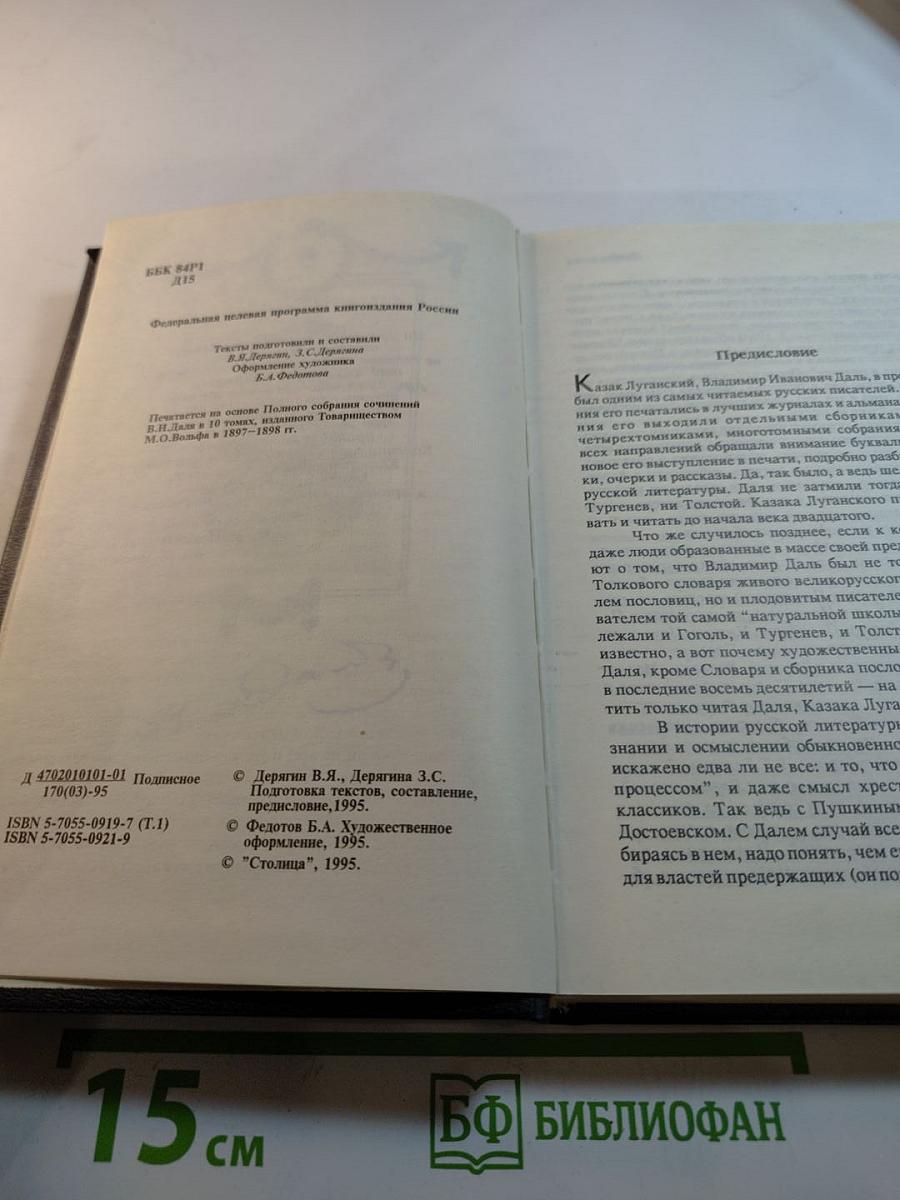 ББК 84Р1
Д15
Федеральная целевая программа книгоиздания России
Тексты подготовили и составили
В.Я.Дерягин, З.С.Дерягина
Оформление художника
Б.А.Федотова
Печатается на основе Полного собрания сочинений
В.И.Даля в 10 томах, изданного Товариществом
М.О.Вольфа в 1897—1898 гг.
Д 4702010101-01 Подписное
170(03)-95
ISBN 5-7055-0919-7 (Т.1)
ISBN 5-7055-0921-9
© Дерягин В.Я., Дерягина З.С.
Подготовка текстов, составление,
предисловие,1995.
© Федотов Б.А. Художественное
оформление, 1995.
© "Столица", 1995.
Предисловие
Казак Луганский, Владимир Иванович Даль, в про
был одним из самых читаемых русских писателей.
ния его печатались в лучших журналах и альмана
ния его выходили отдельными сборникам
четырехтомниками, многотомными собрания
всех направлений обращали внимание буквал
новое его выступление в печати, подробно разб
ки, очерки и рассказы. Да, так было, а ведь ше
русской литературы. Даля не затмили тогда
Тургенев, ни Толстой. Казака Луганского п
вать и читать до начала века двадцатого.
Что же случилось позднее, если к к
даже люди образованные в массе своей пред
ют о том, что Владимир Даль был не то
Толкового словаря живого великорусского
лем пословиц, но и плодовитым писателе
вателем той самой "натуральной школы
лежали и Гоголь, и Тургенев, и Толст
известно, а вот почему художественны
Даля, кроме Словаря и сборника посло
в последние восемь десятилетий — на
тить только читая Даля, Казака Луга
В истории русской литературы
знании и осмыслении обыкновенно
искажено едва ли не все: и то, что
процессом", и даже смысл хрест
классиков. Так ведь с Пушкиным
Достоевском. С Далем случай все
бираясь в нем, надо понять, чем е
для властей предержащих (он по
15 см
БФ БИБЛИОФАН